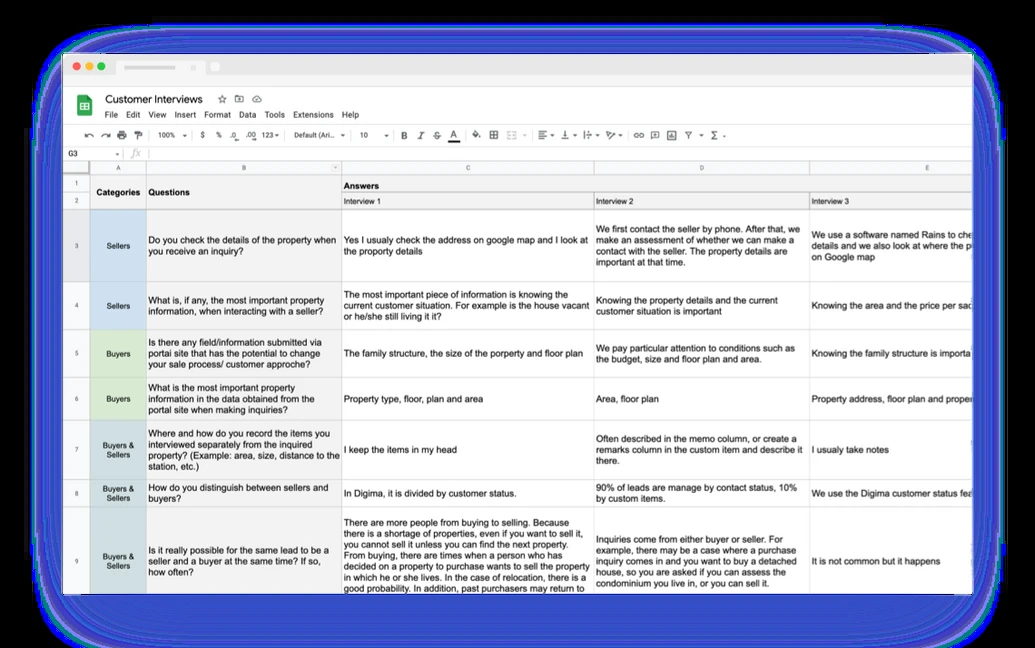 Customer Interviews
File Edit View Insert Format Data Tools Extensions Help
100% $ % .0 .00 123 Default (Ari... 10 B I S A
G3 fx
A B C D E
1 Categories Questions Answers
2 Interview 1 Interview 2 Interview 3
3 Sellers
Do you check the details of the property when
you receive an inquiry?
Yes I usualy check the address on google map and I look at
the property details
We first contact the seller by phone. After that, we
make an assessment of whether we can make a
contact with the seller. The property details are
important at that time.
We use a software named Rains to che
details and we also look at where the p
on Google map
4 Sellers
What is, if any, the most important property
information, when interacting with a seller?
The most important piece of information is knowing the
current customer situation. For example is the house vacant
or he/she still living it it?
Knowing the property details and the current
customer situation is important
Knowing the area and the price per sac
5 Buyers
Is there any field/information submitted via
portal site that has the potential to change
your sale process/ customer approche?
The family structure, the size of the porperty and floor plan
We pay particular attention to conditions such as
the budget, size and floor plan and area.
Knowing the family structure is importa
6 Buyers
What is the most important property
information in the data obtained from the
portal site when making inquiries?
Property type, floor, plan and area
Area, floor plan
Property address, floor plan and proper
7 Buyers &
Sellers
Where and how do you record the items you
interviewed separately from the inquired
property? (Example: area, size, distance to the
station, etc.)
I keep the items in my head
Often described in the memo column, or create a
remarks column in the custom item and describe it
there.
I usualy take notes
8 Buyers &
Sellers
How do you distinguish between sellers and
buyers?
In Digima, it is divided by customer status.
90% of leads are manage by contact status, 10%
by custom items.
We use the Digima customer status fea
9 Buyers &
Sellers
Is it really possible for the same lead to be a
seller and a buyer at the same time? If so,
how often?
There are more people from buying to selling. Because
there is a shortage of properties, even if you want to sell it,
you cannot sell it unless you can find the next property.
From buying, there are times when a person who has
decided on a property to purchase wants to sell the property
in which he or she lives. In the case of relocation, there is a
good probability. In addition, past purchasers may return to
Inquiries come from either buyer or seller. For
example, there may be a case where a purchase
inquiry comes in and you want to buy a detached
house, so you are asked if you can assess the
condominium you live in, or you can sell it.
It is not common but it happens